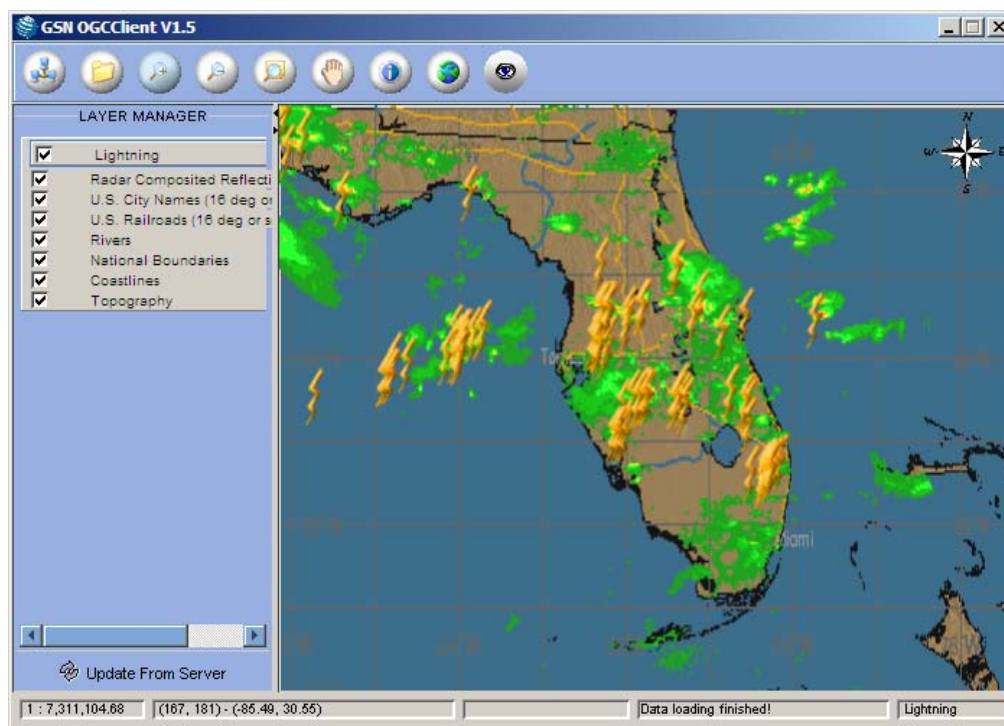 GSN OGCClient V1.5
LAYER MANAGER
Lightning
Radar Composited Reflecti
U.S. City Names (16 deg or
U.S. Railroads (16 deg or s
Rivers
National Boundaries
Coastlines
Topography
N
W
E
S
Miami
Update From Server
1 : 7,311,104.68
(167, 181) - (-85.49, 30.55)
Data loading finished!
Lightning